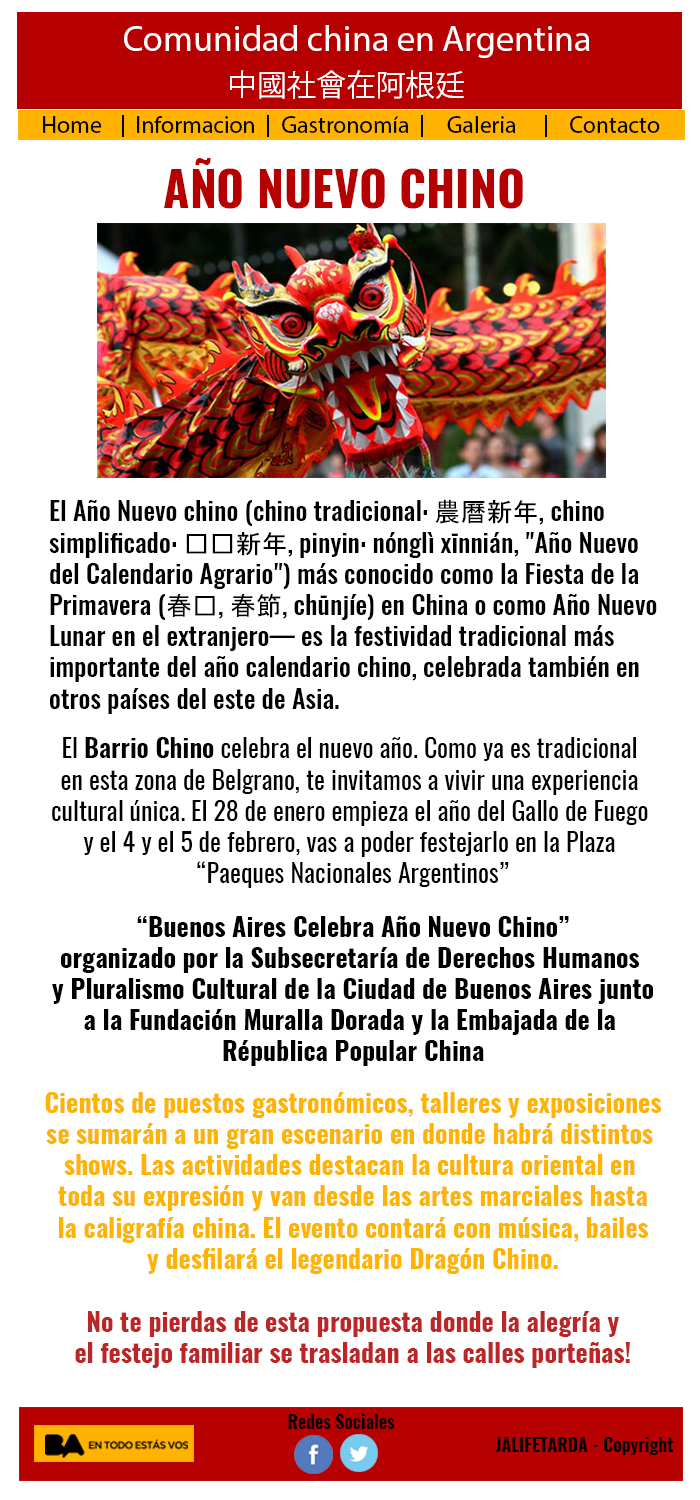 Comunidad china en Argentina
中國社會在阿根廷
Home | Informacion | Gastronomía | Galeria | Contacto
AÑO NUEVO CHINO
El Año Nuevo chino (chino tradicional· 農曆新年, chino
simplificado· □□新年, pinyin· nónglì xīnnián, "Año Nuevo
del Calendario Agrario") más conocido como la Fiesta de la
Primavera (春□, 春節, chūnjíe) en China o como Año Nuevo
Lunar en el extranjero— es la festividad tradicional más
importante del año calendario chino, celebrada también en
otros países del este de Asia.
El Barrio Chino celebra el nuevo año. Como ya es tradicional
en esta zona de Belgrano, te invitamos a vivir una experiencia
cultural única. El 28 de enero empieza el año del Gallo de Fuego
y el 4 y el 5 de febrero, vas a poder festejarlo en la Plaza
“Paeques Nacionales Argentinos”
“Buenos Aires Celebra Año Nuevo Chino”
organizado por la Subsecretaría de Derechos Humanos
y Pluralismo Cultural de la Ciudad de Buenos Aires junto
a la Fundación Muralla Dorada y la Embajada de la
Républica Popular China
Cientos de puestos gastronómicos, talleres y exposiciones
se sumarán a un gran escenario en donde habrá distintos
shows. Las actividades destacan la cultura oriental en
toda su expresión y van desde las artes marciales hasta
la caligrafía china. El evento contará con música, bailes
y desfilará el legendario Dragón Chino.
No te pierdas de esta propuesta donde la alegría y
el festejo familiar se trasladan a las calles porteñas!
Redes Sociales
BA EN TODO ESTÁS VOS
f
JALIFETARDA - Copyright